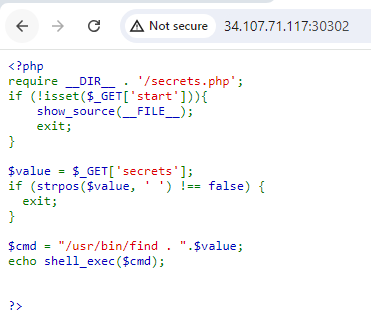 Not secure 34.107.71.117:30302
<?php
require __DIR__ . '/secrets.php';
if (!isset($_GET['start'])){
    show_source(__FILE__);
    exit;
}

$value = $_GET['secrets'];
if (strpos($value, ' ') !== false) {
  exit;
}

$cmd = "/usr/bin/find . ".$value;
echo shell_exec($cmd);

?>